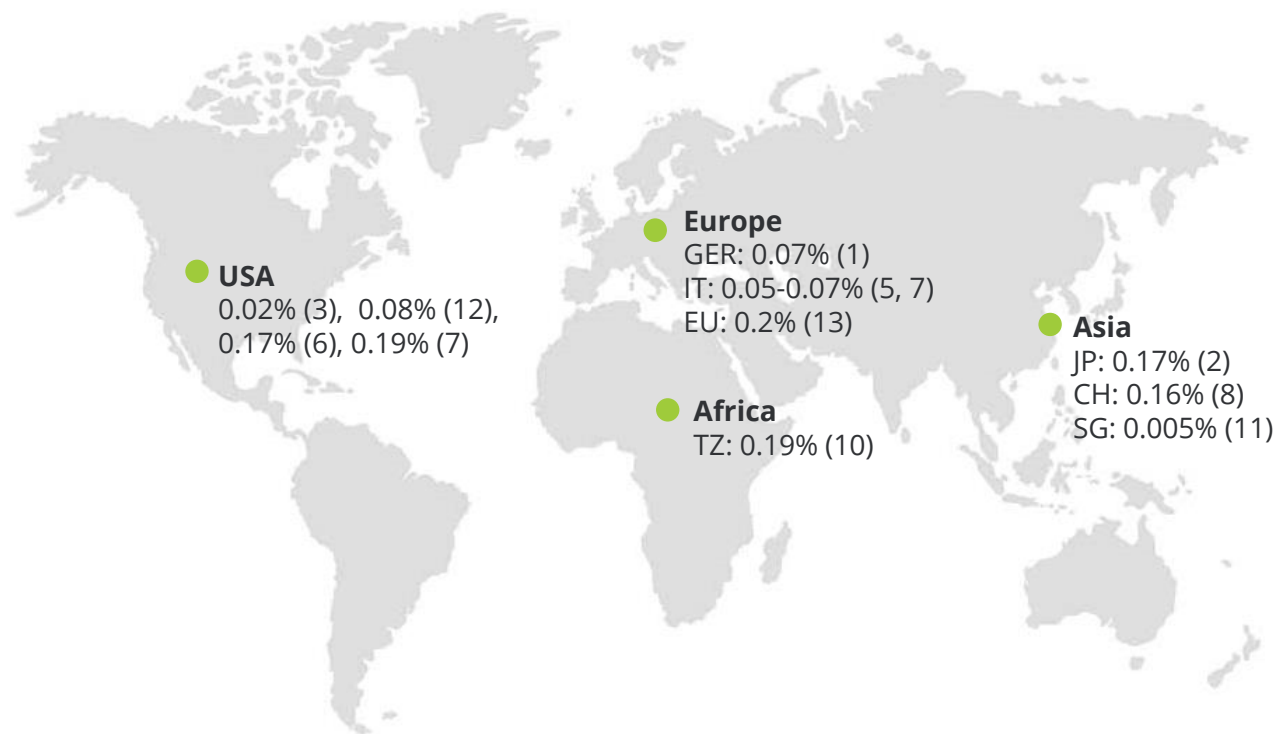 USA
0.02% (3), 0.08% (12),
0.17% (6), 0.19% (7)
Europe
GER: 0.07% (1)
IT: 0.05-0.07% (5, 7)
EU: 0.2% (13)
Africa
TZ: 0.19% (10)
Asia
JP: 0.17% (2)
CH: 0.16% (8)
SG: 0.005% (11)